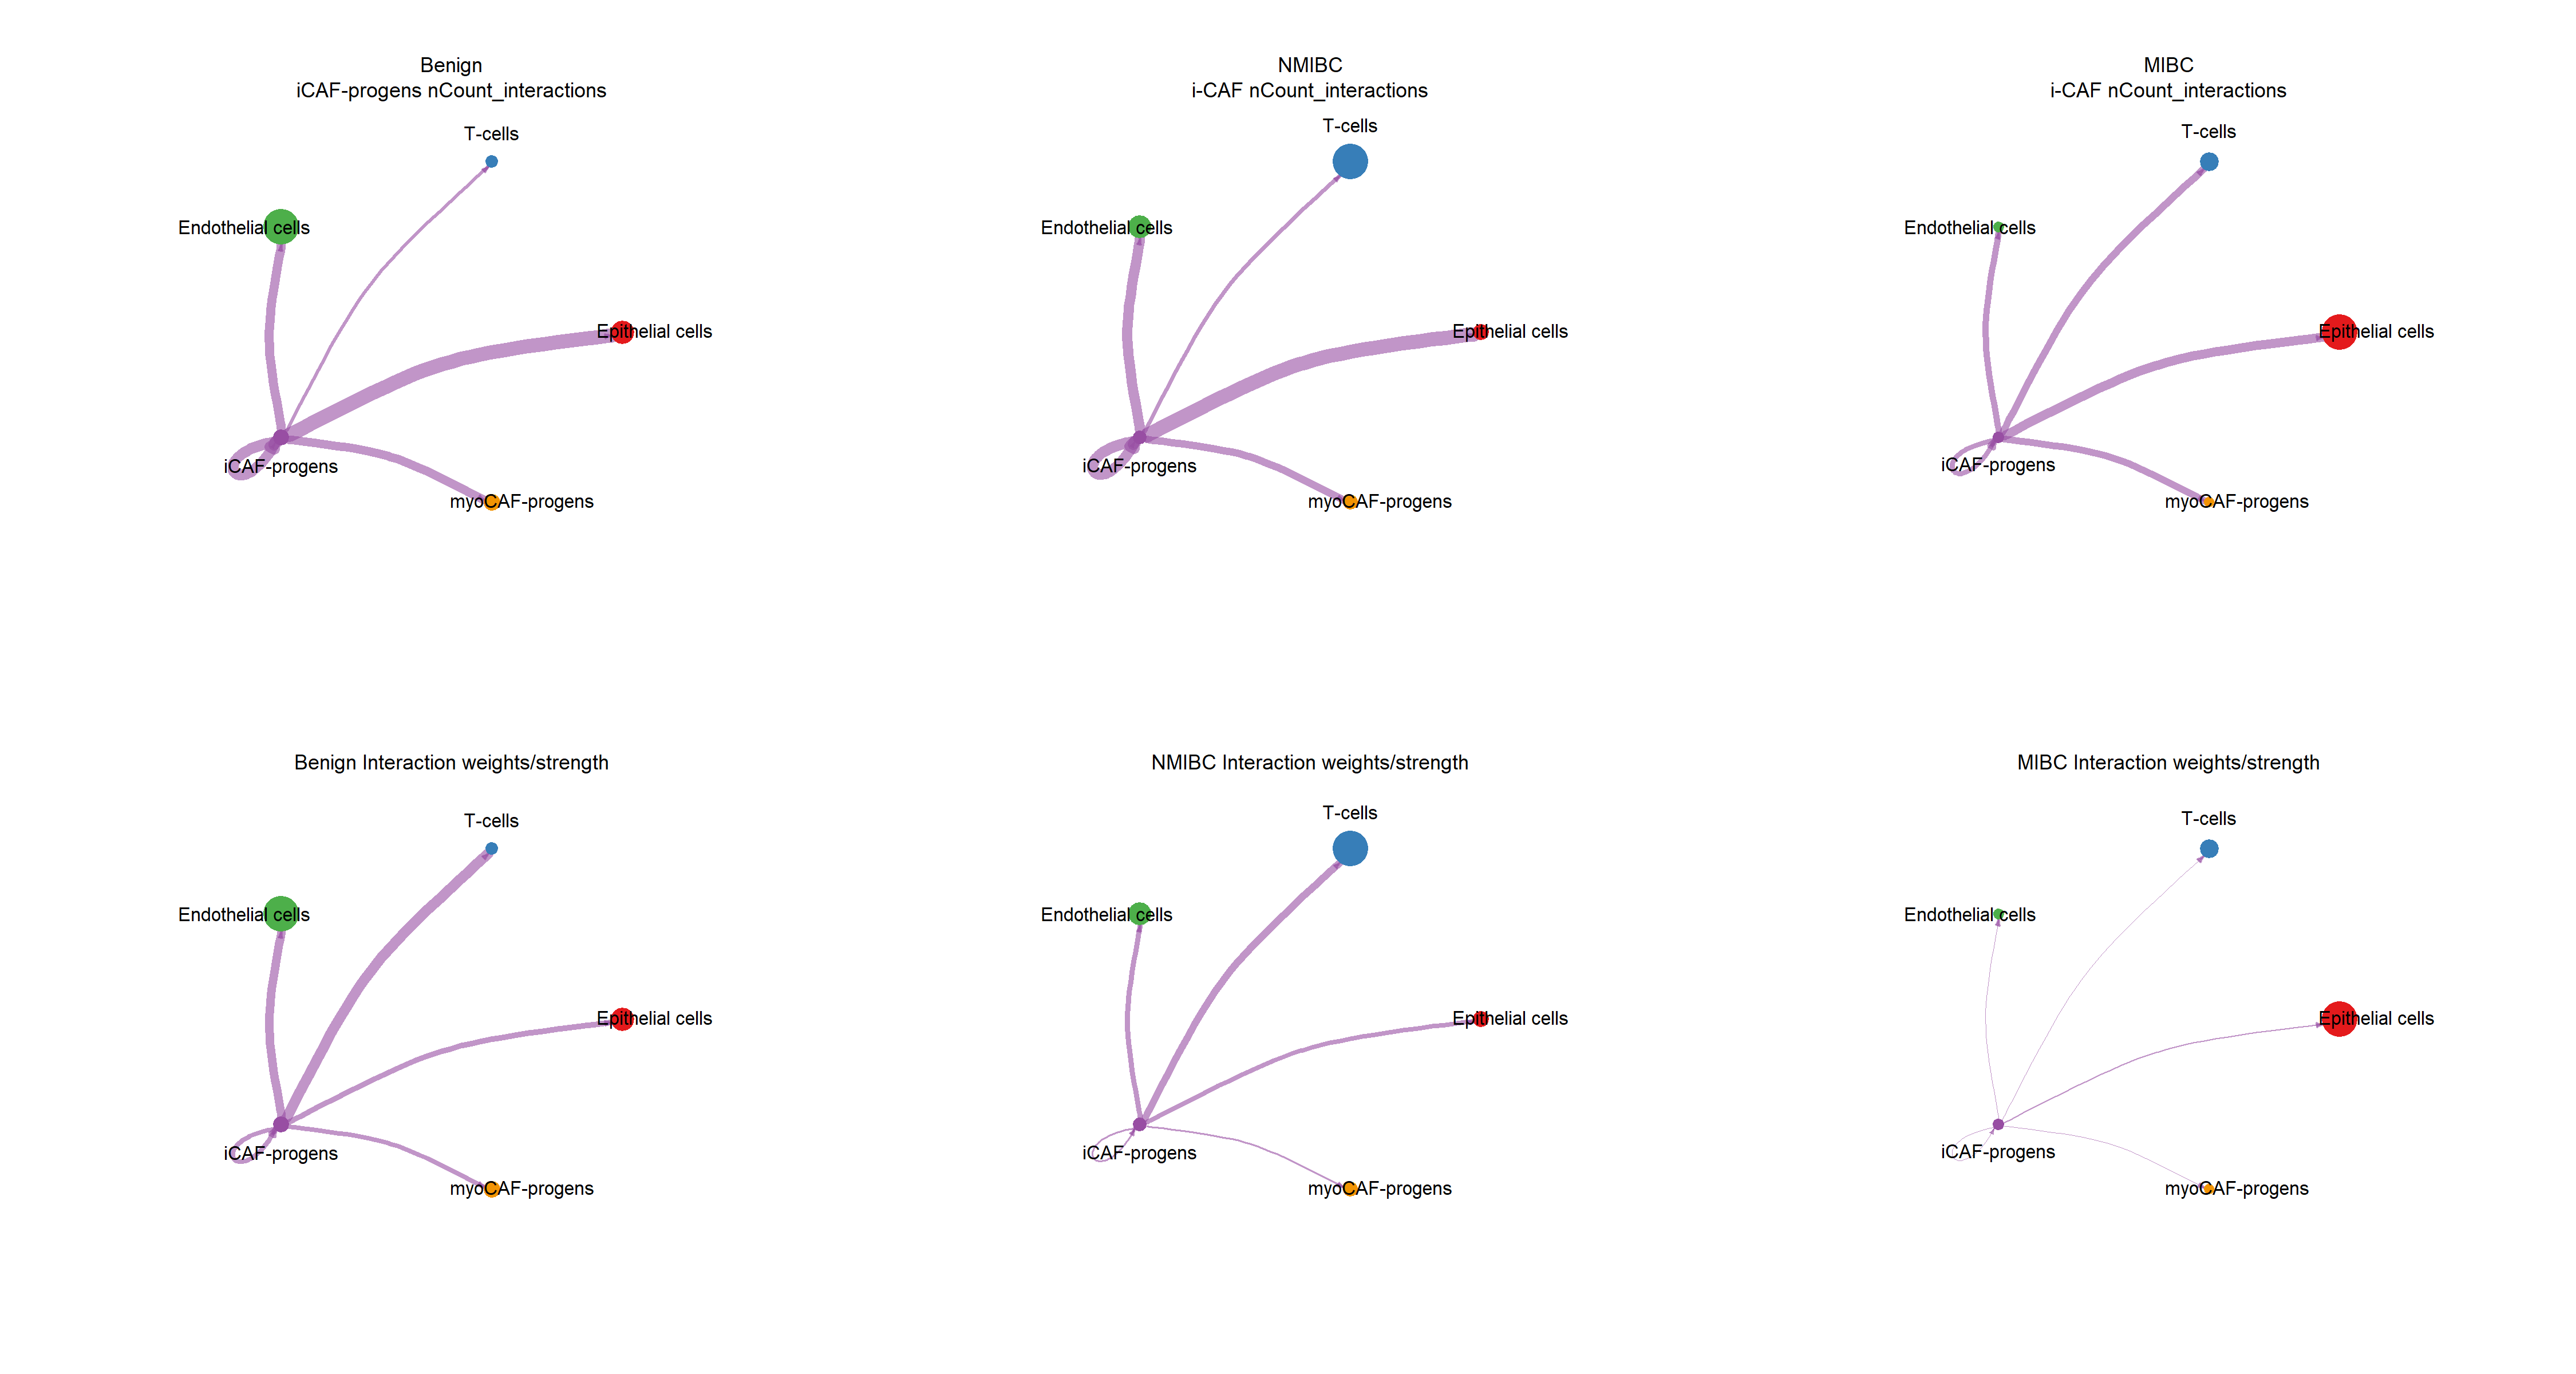 Benign
iCAF-progens nCount_interactions
T-cells
Endothelial cells
Epithelial cells
iCAF-progens
myoCAF-progens
NMIBC
i-CAF nCount_interactions
T-cells
Endothelial cells
Epithelial cells
iCAF-progens
myoCAF-progens
MIBC
i-CAF nCount_interactions
T-cells
Endothelial cells
Epithelial cells
iCAF-progens
myoCAF-progens
Benign Interaction weights/strength
T-cells
Endothelial cells
Epithelial cells
iCAF-progens
myoCAF-progens
NMIBC Interaction weights/strength
T-cells
Endothelial cells
Epithelial cells
iCAF-progens
myoCAF-progens
MIBC Interaction weights/strength
T-cells
Endothelial cells
Epithelial cells
iCAF-progens
myoCAF-progens